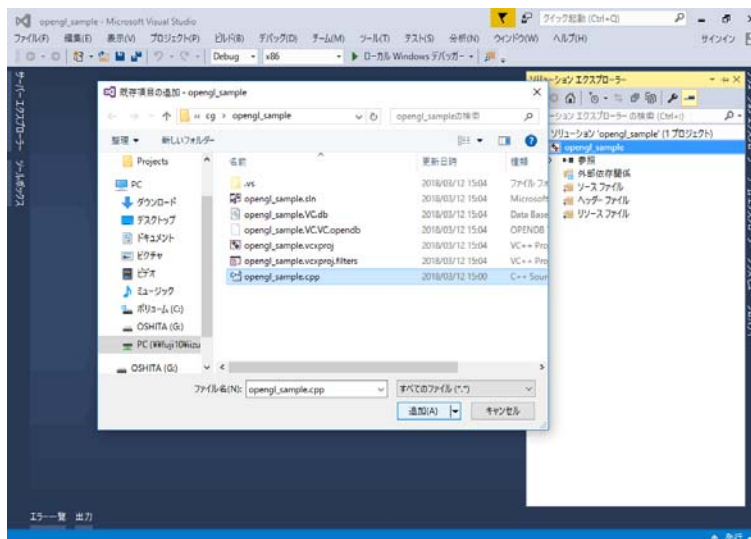 opengl_sample - Microsoft Visual Studio
クイック起動 (Ctrl+Q)
ファイル(F) 編集(E) 表示(V) プロジェクト(P) ビルド(B) デバッグ(D) チーム(M) ツール(T) テスト(S) 分析(N) ウィンドウ(W) ヘルプ(H)
サインイン
Debug x86 ローカル Windows デバッガー
サーバー エクスプローラー ツールボックス
既存項目の追加 - opengl_sample
« cg › opengl_sample
opengl_sampleの検索
整理 新しいフォルダー
Projects
PC
ダウンロード
デスクトップ
ドキュメント
ピクチャ
ビデオ
ミュージック
ボリューム (C:)
OSHITA (G:)
OSHITA (G:)
名前 更新日時 種類
.vs 2018/03/12 15:04
opengl_sample.sln 2018/03/12 15:04 Microsoft
opengl_sample.VC.db 2018/03/12 15:04 Data Base
opengl_sample.VC.VC.opendb 2018/03/12 15:04 OPENDB
opengl_sample.vcxproj 2018/03/12 15:04 VC++ Pro
opengl_sample.vcxproj.filters 2018/03/12 15:04 VC++ Pro
opengl_sample.cpp 2018/03/12 15:00 C++ Sour
ファイル名(N): opengl_sample.cpp
すべてのファイル (*.*)
追加(A) キャンセル
ソリューション エクスプローラー
ソリューション 'opengl_sample' (1 プロジェクト)
opengl_sample
参照
外部依存関係
ソース ファイル
ヘッダー ファイル
リソース ファイル
エラー一覧 出力